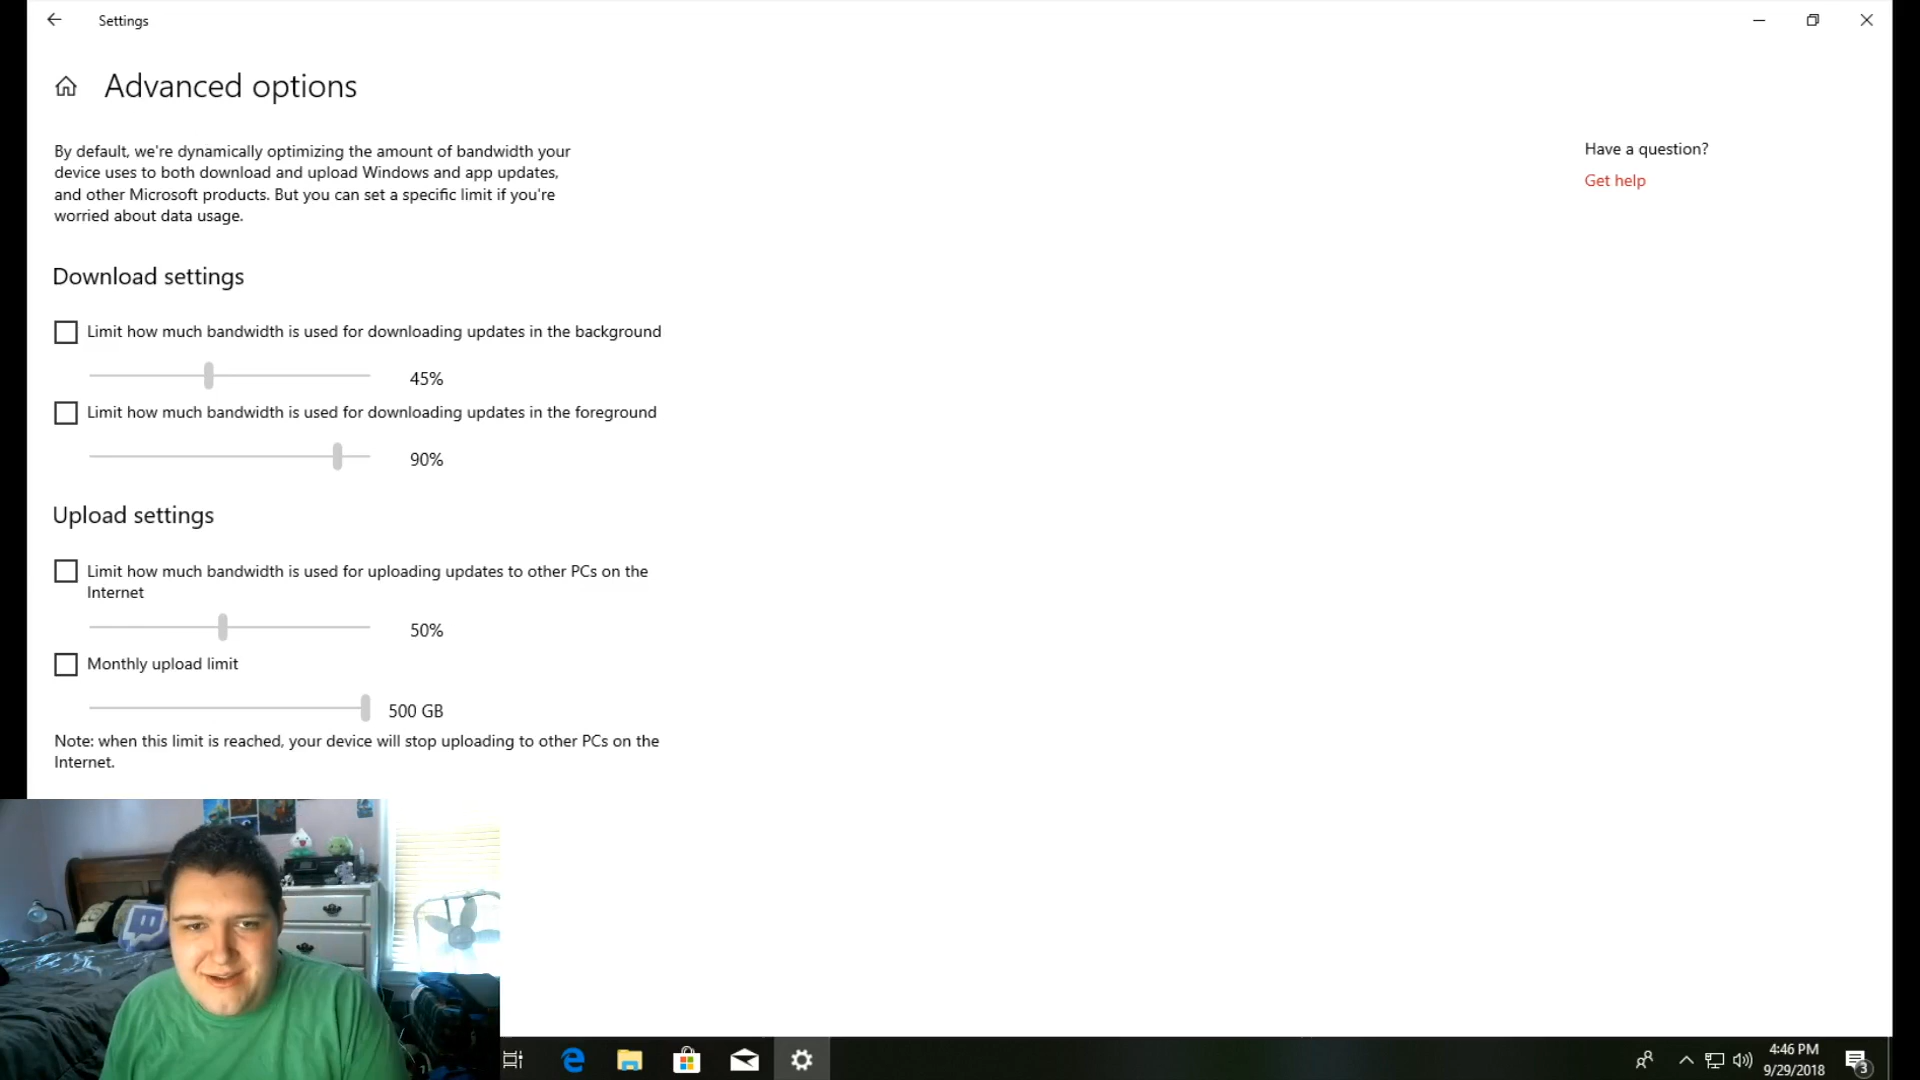 Settings
Advanced options
By default, we're dynamically optimizing the amount of bandwidth your
device uses to both download and upload Windows and app updates,
and other Microsoft products. But you can set a specific limit if you're
worried about data usage.
Have a question?
Get help
Download settings
Limit how much bandwidth is used for downloading updates in the background
45%
Limit how much bandwidth is used for downloading updates in the foreground
90%
Upload settings
Limit how much bandwidth is used for uploading updates to other PCs on the
Internet
50%
Monthly upload limit
500 GB
Note: when this limit is reached, your device will stop uploading to other PCs on the
Internet.
4:46 PM
9/29/2018
3